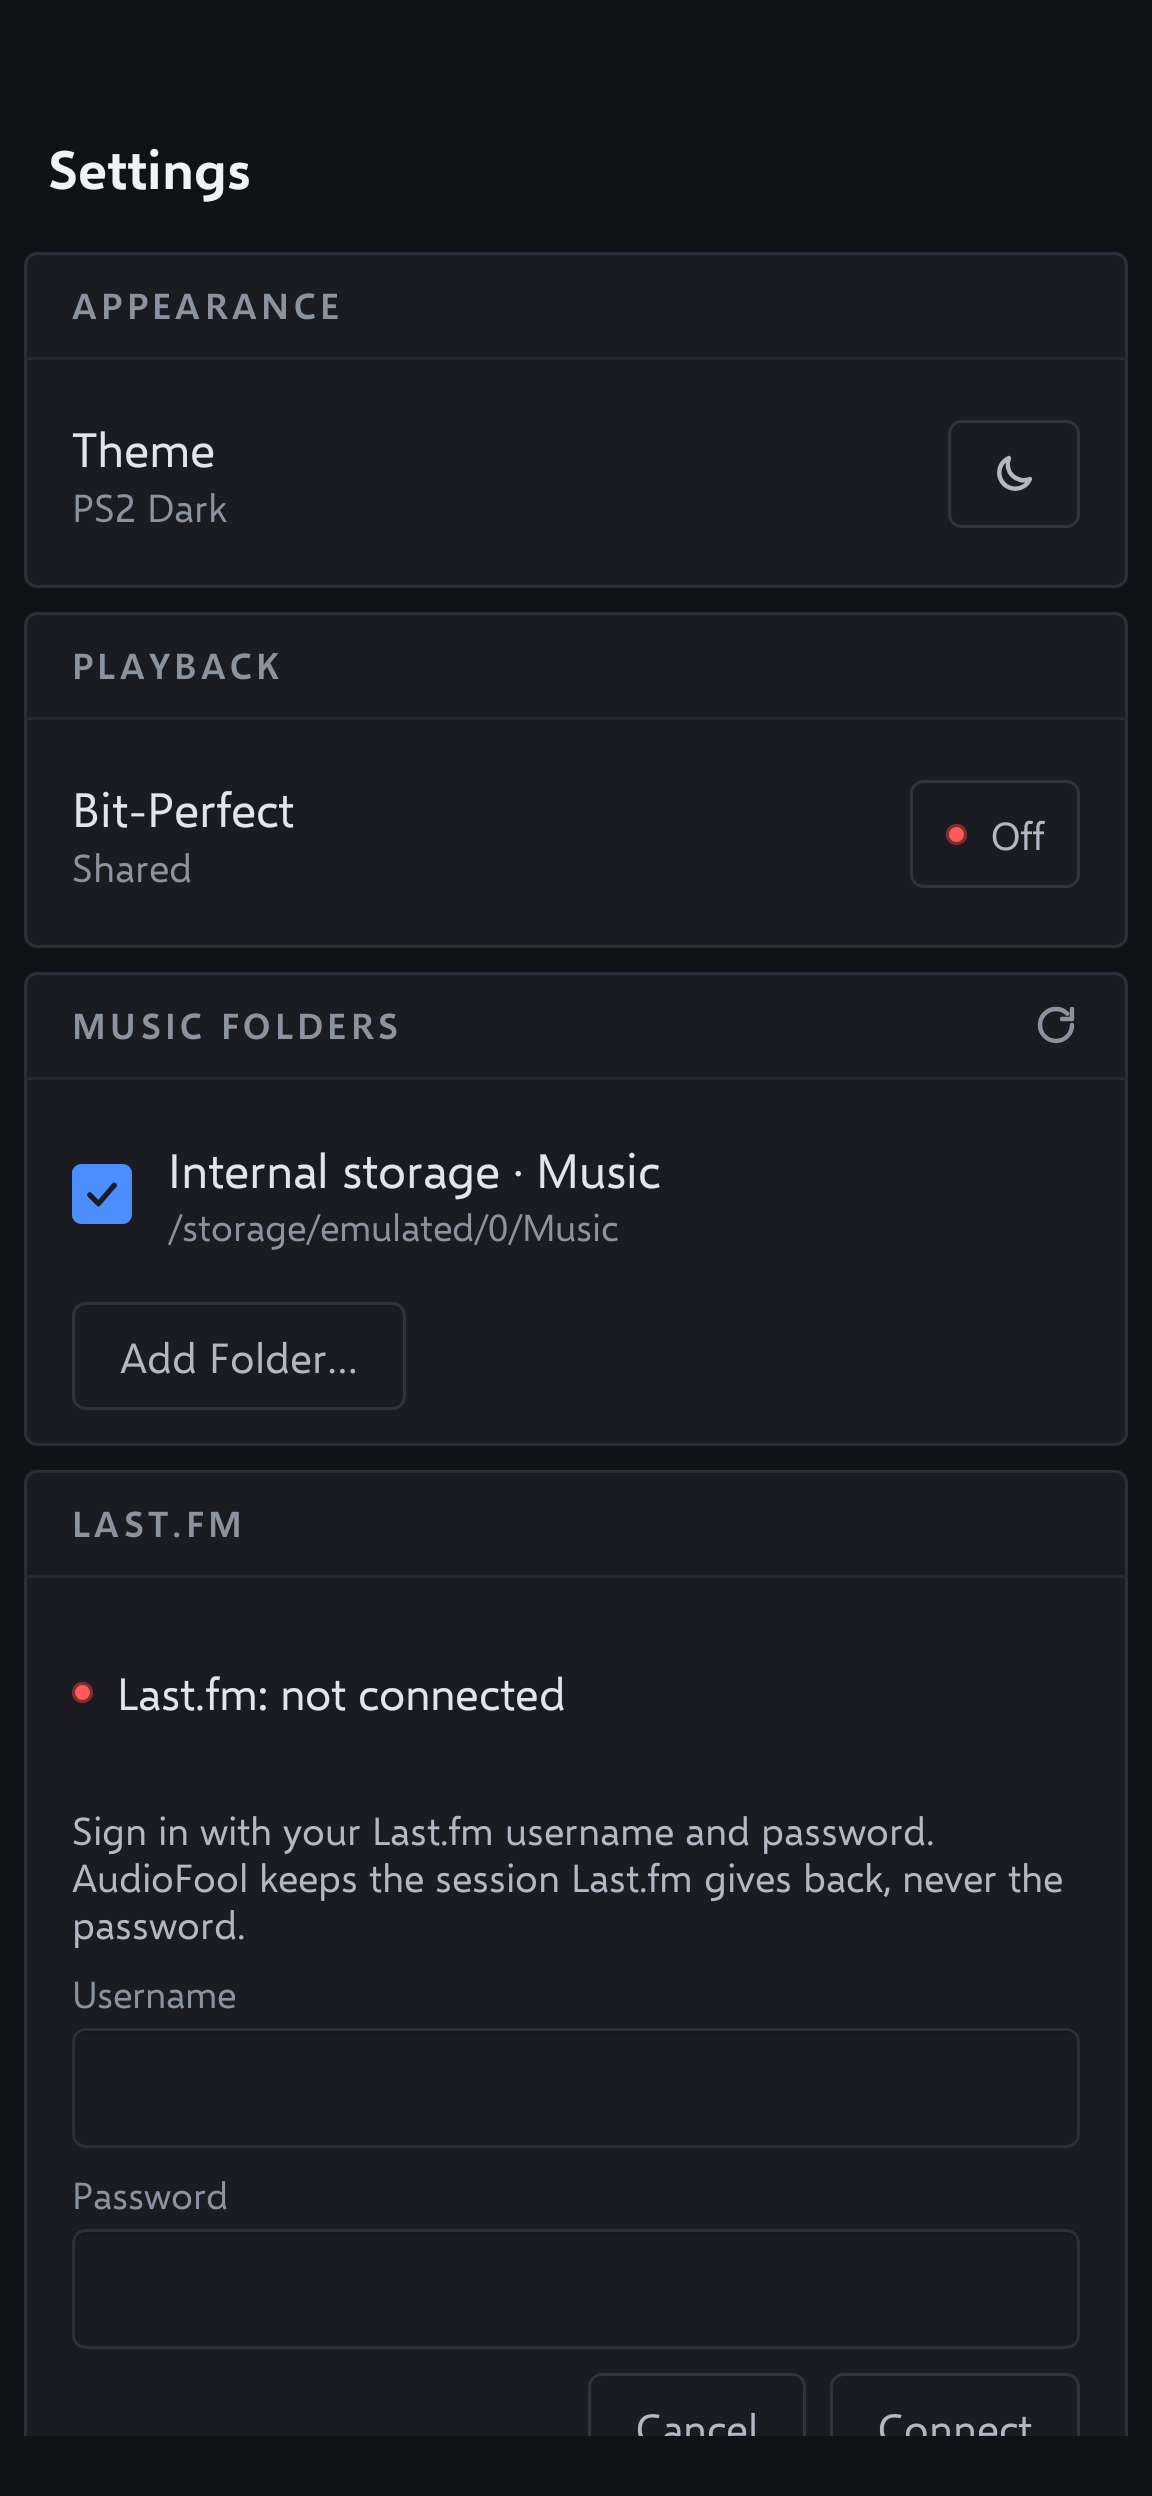 Settings
APPEARANCE
Theme
PS2 Dark
PLAYBACK
Bit-Perfect
Shared
Off
MUSIC FOLDERS
Internal storage · Music
/storage/emulated/0/Music
Add Folder...
LAST.FM
Last.fm: not connected
Sign in with your Last.fm username and password.
AudioFool keeps the session Last.fm gives back, never the
password.
Username
Password
Cancel
Connect